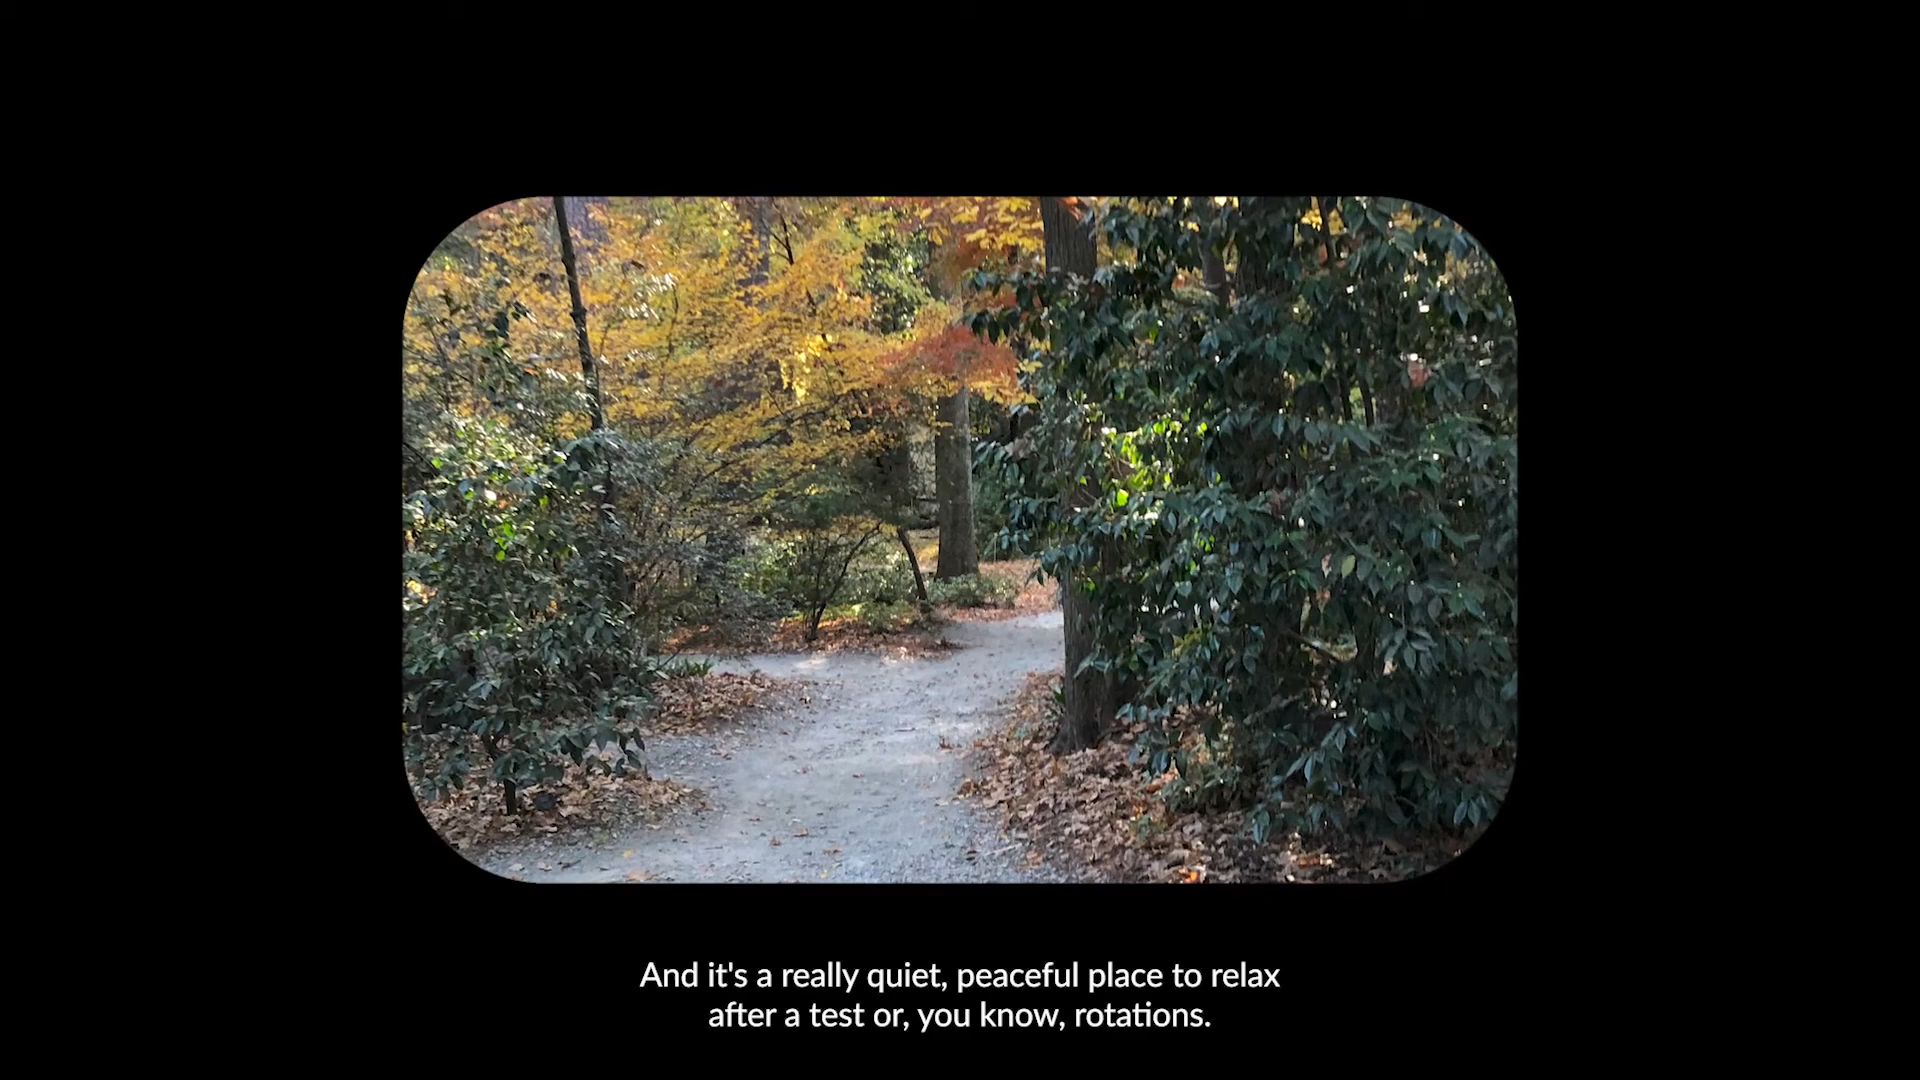 And it's a really quiet, peaceful place to relax
after a test or, you know, rotations.